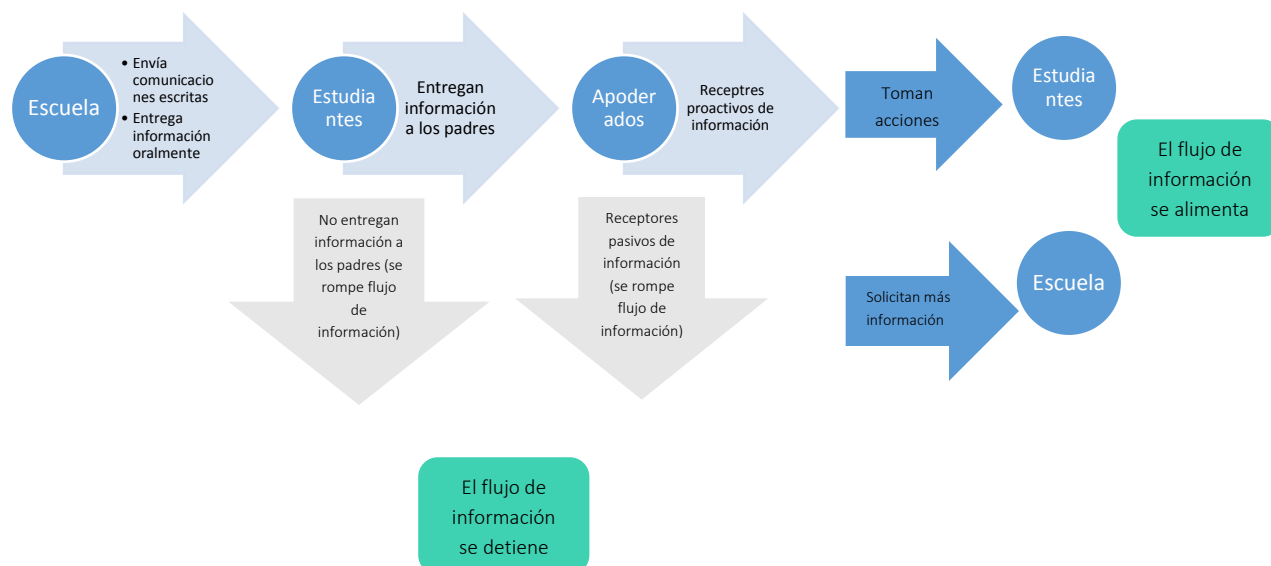 Escuela
• Envía
comunicacio
nes escritas
• Entrega
información
oralmente
Estudia
ntes
Entregan
información
a los padres
Apoder
ados
Receptres
proactivos de
información
Toman
acciones
Estudia
ntes
El flujo de
información
se alimenta
No entregan
información a
los padres (se
rompe flujo
de
información)
Receptores
pasivos de
información
(se rompe
flujo de
información)
Solicitan más
información
Escuela
El flujo de
información
se detiene